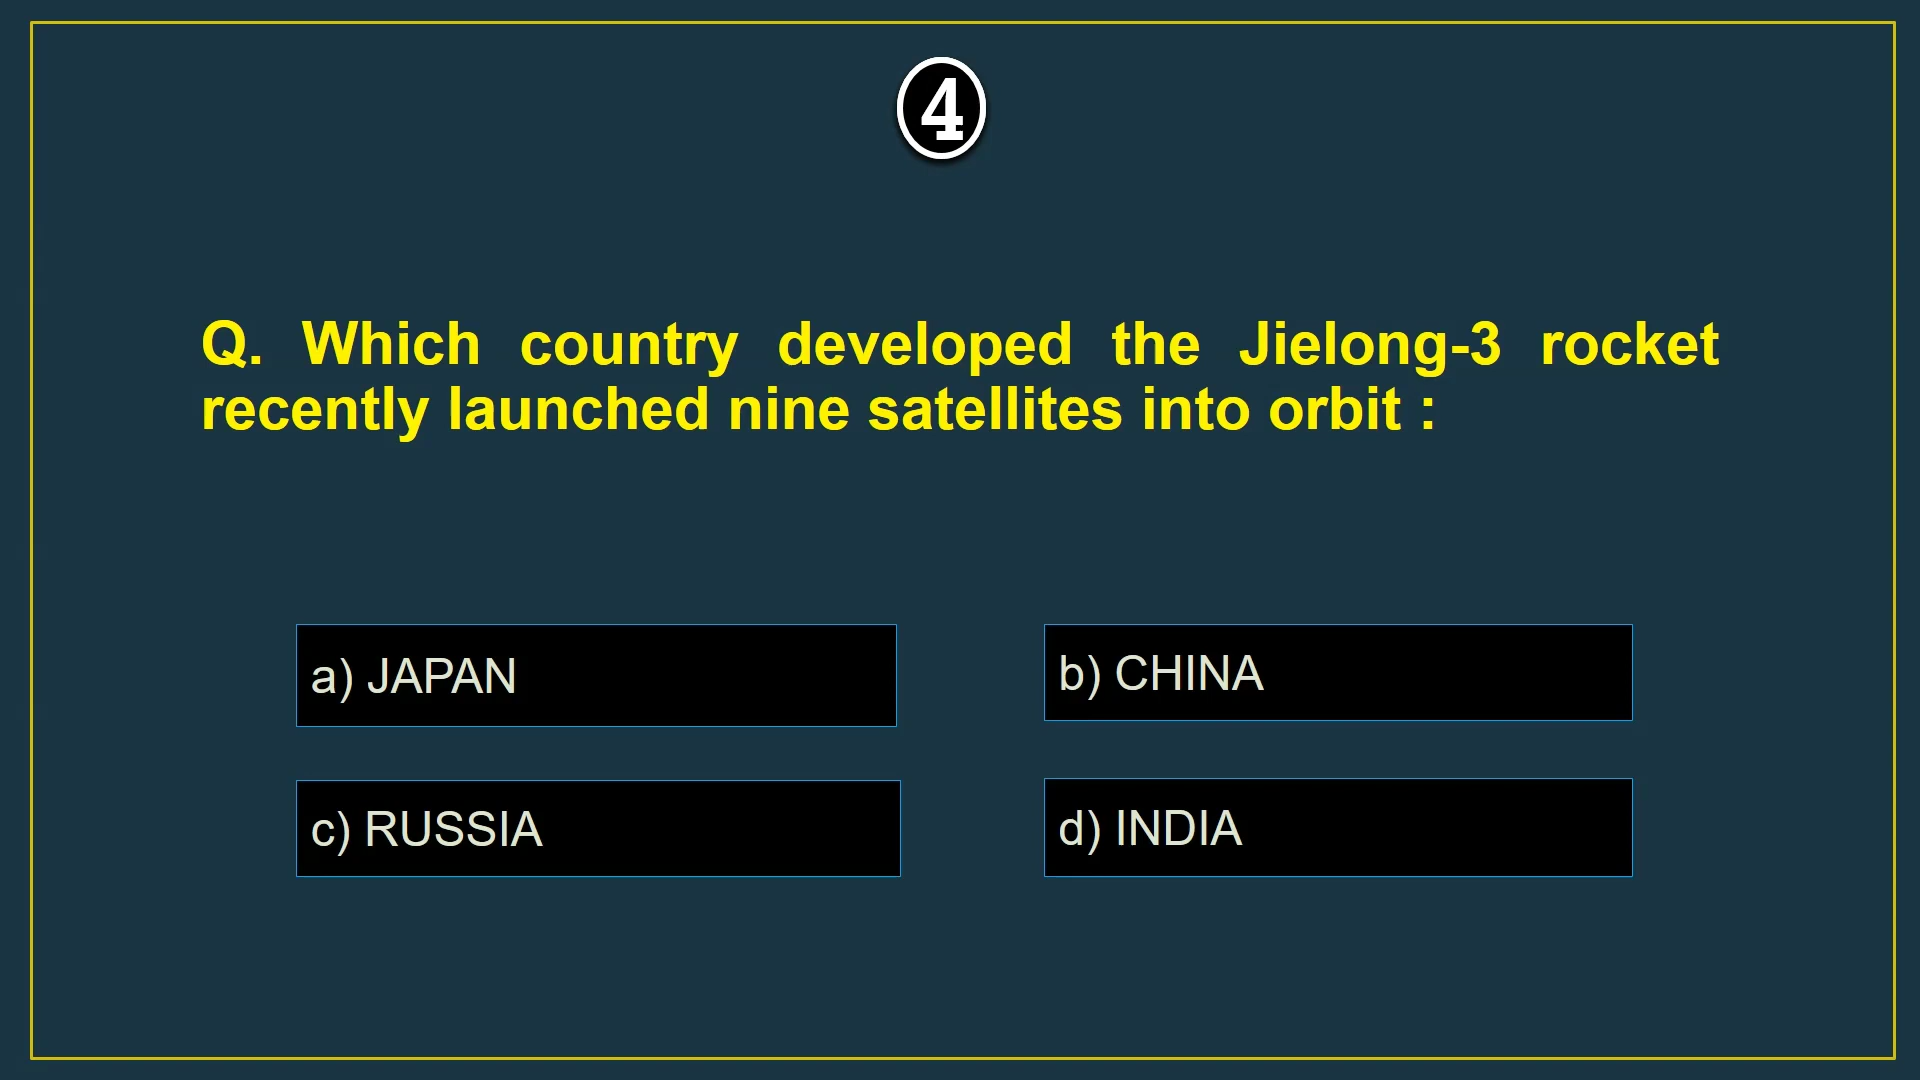 4
Q. Which country developed the Jielong-3 rocket
recently launched nine satellites into orbit :
a) JAPAN
b) CHINA
c) RUSSIA
d) INDIA